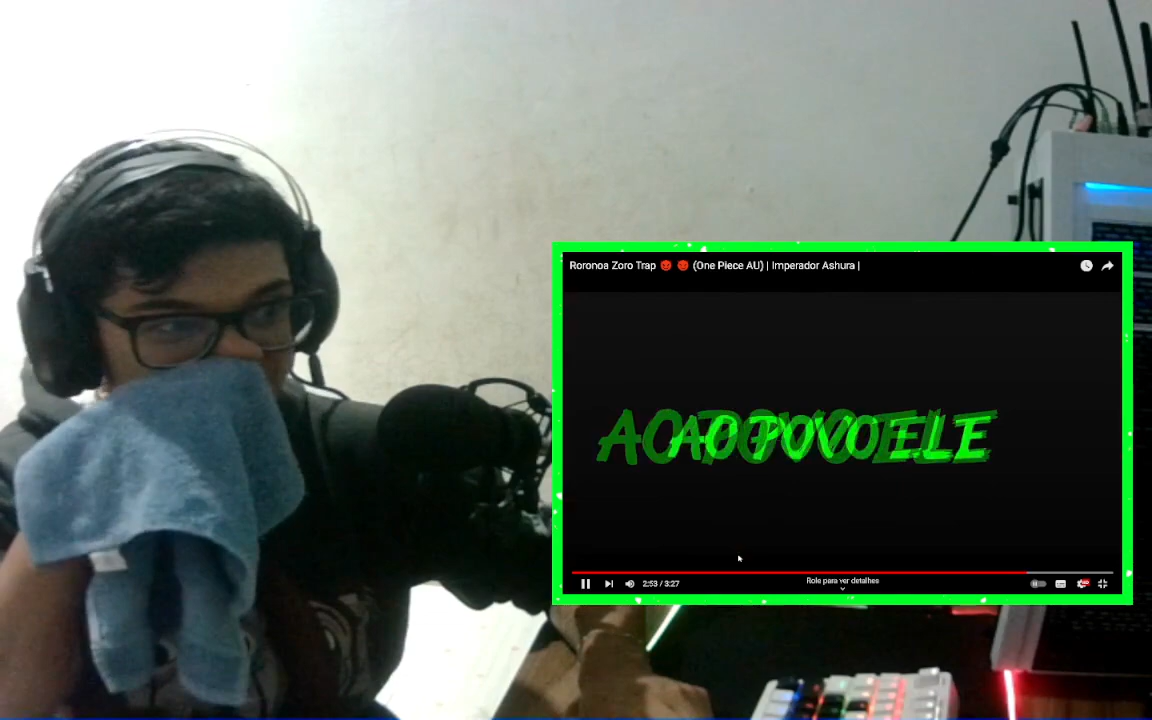 Roronoa Zoro Trap 😈 😈 (One Piece AU) | Imperador Ashura |
AO POVO ELE
2:53 / 3:27
Role para ver detalhes
HD